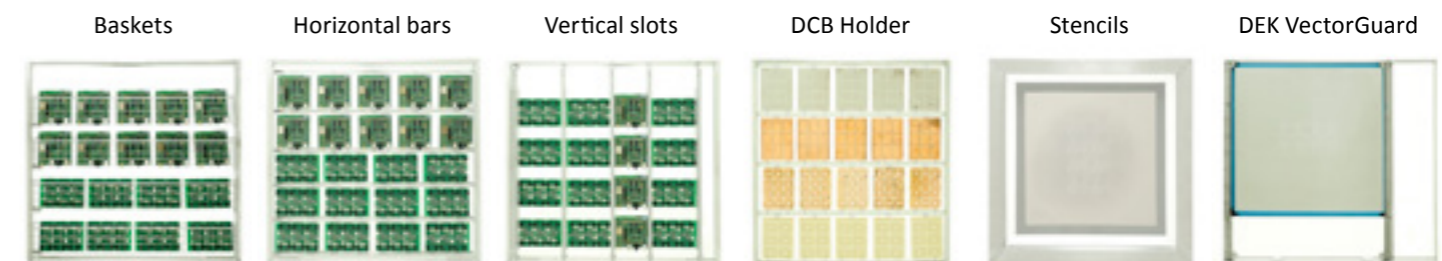 Baskets
Horizontal bars
Vertical slots
DCB Holder
Stencils
DEK VectorGuard